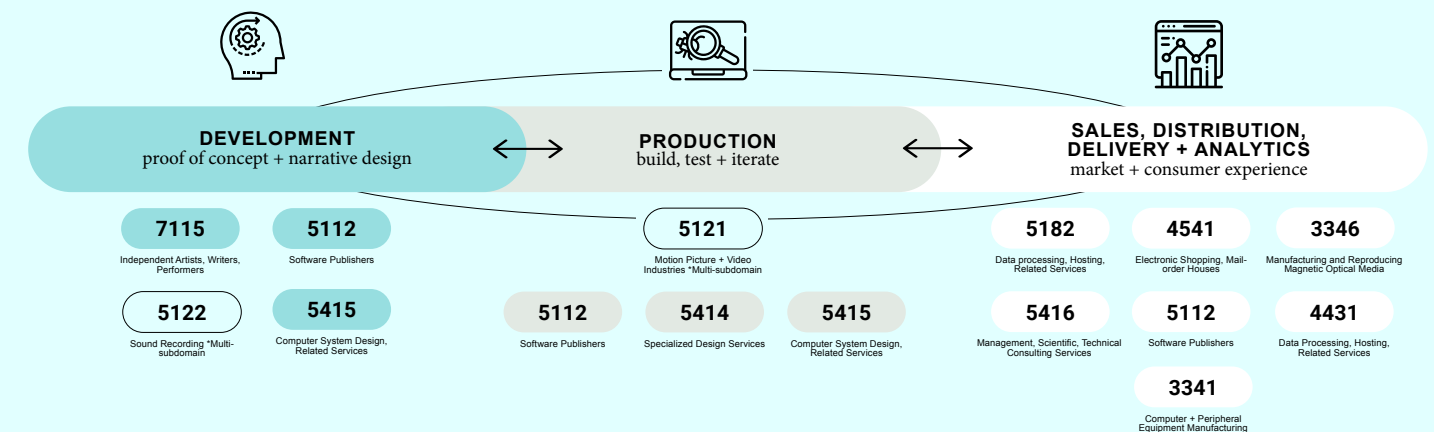 DEVELOPMENT
proof of concept + narrative design
PRODUCTION
build, test + iterate
SALES, DISTRIBUTION,
DELIVERY + ANALYTICS
market + consumer experience
7115
Independent Artists, Writers,
Performers
5112
Software Publishers
5122
Sound Recording *Multi-
subdomain
5415
Computer System Design,
Related Services
5121
Motion Picture + Video
Industries *Multi-subdomain
5112
Software Publishers
5414
Specialized Design Services
5415
Computer System Design,
Related Services
5182
Data processing, Hosting,
Related Services
4541
Electronic Shopping, Mail-
order Houses
3346
Manufacturing and Reproducing
Magnetic Optical Media
5416
Management, Scientific, Technical
Consulting Services
5112
Software Publishers
4431
Data Processing, Hosting,
Related Services
3341
Computer + Peripheral
Equipment Manufacturing